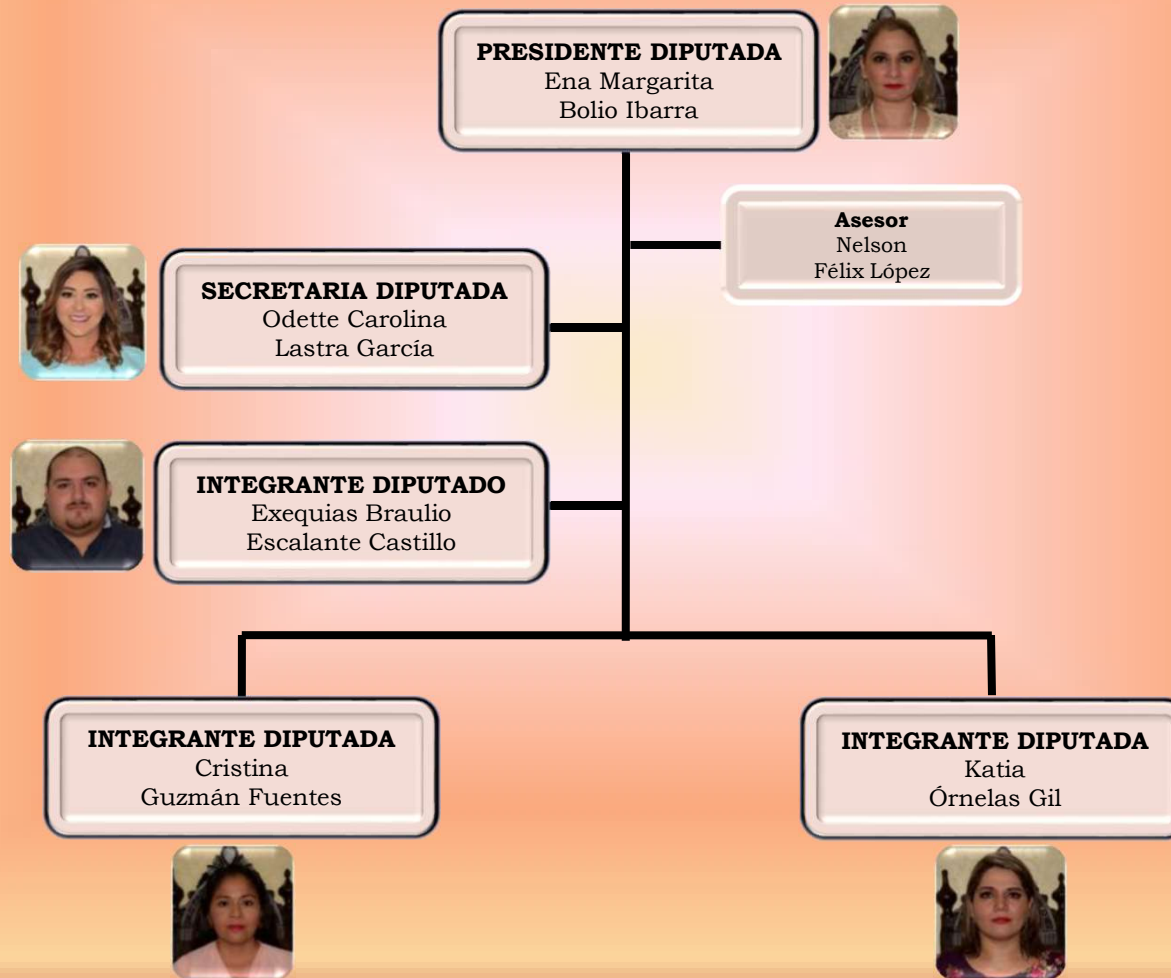 PRESIDENTE DIPUTADA
Ena Margarita
Bolio Ibarra
Asesor
Nelson
Félix López
SECRETARIA DIPUTADA
Odette Carolina
Lastra García
INTEGRANTE DIPUTADO
Exequias Braulio
Escalante Castillo
INTEGRANTE DIPUTADA
Cristina
Guzmán Fuentes
INTEGRANTE DIPUTADA
Katia
Órnelas Gil